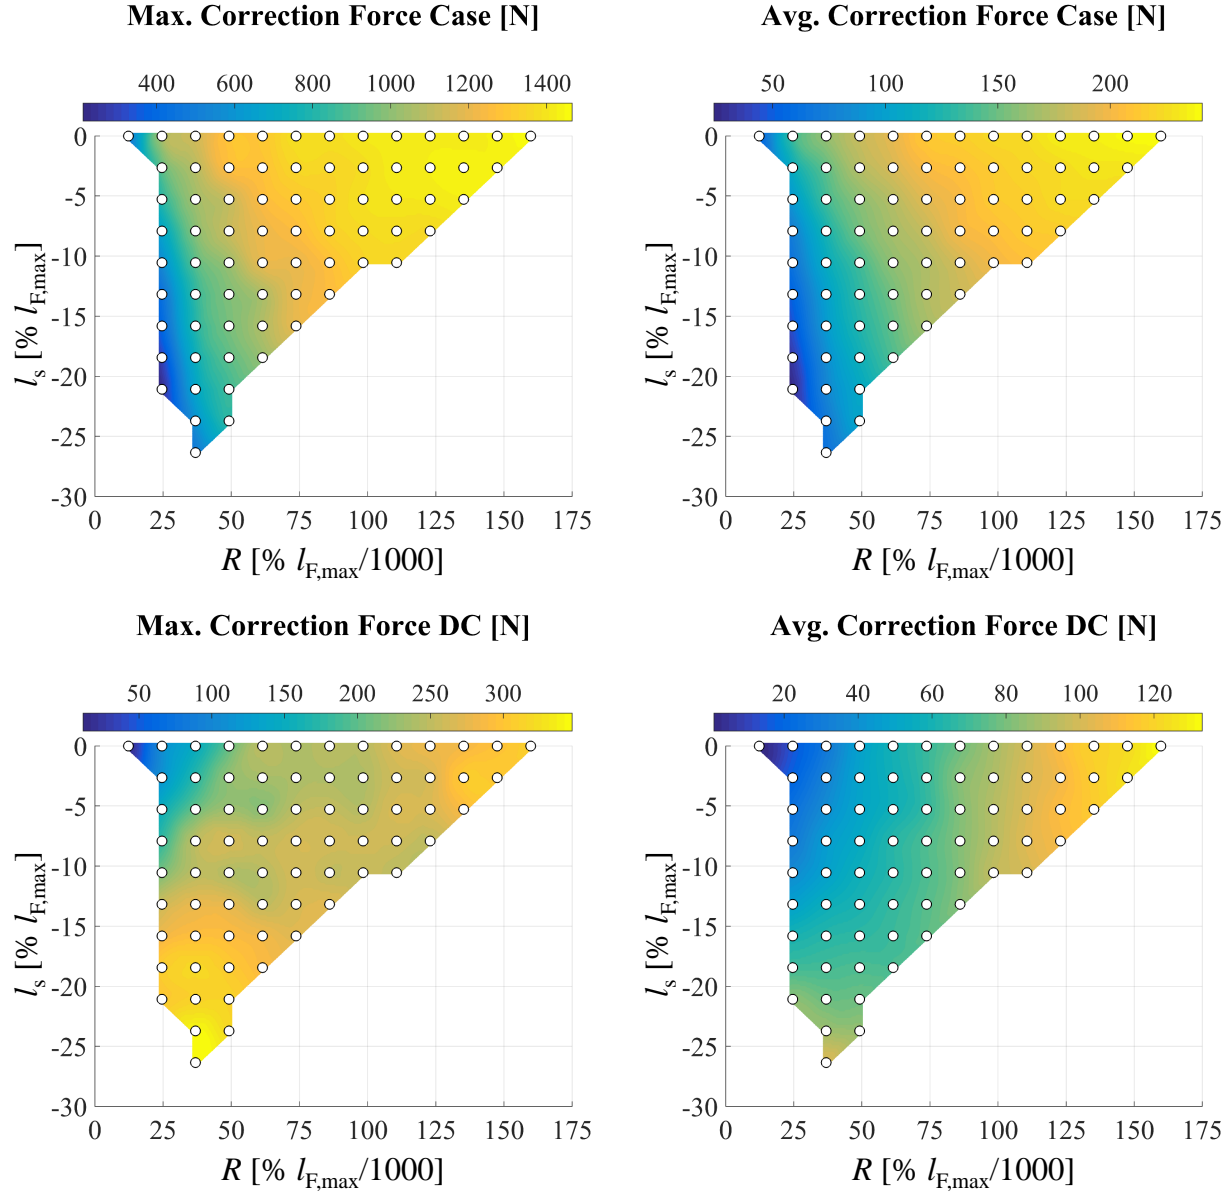 Max. Correction Force Case [N]
400 600 800 1000 1200 1400
0
-5
-10
-15
-20
-25
-30
l_s [% l_F,max]
0 25 50 75 100 125 150 175
R [% l_F,max/1000]
Avg. Correction Force Case [N]
50 100 150 200
0
-5
-10
-15
-20
-25
-30
l_s [% l_F,max]
0 25 50 75 100 125 150 175
R [% l_F,max/1000]
Max. Correction Force DC [N]
50 100 150 200 250 300
0
-5
-10
-15
-20
-25
-30
l_s [% l_F,max]
0 25 50 75 100 125 150 175
R [% l_F,max/1000]
Avg. Correction Force DC [N]
20 40 60 80 100 120
0
-5
-10
-15
-20
-25
-30
l_s [% l_F,max]
0 25 50 75 100 125 150 175
R [% l_F,max/1000]